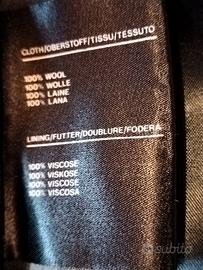 CLOTH/OBERSTOFF/TISSU/TESSUTO
100% WOOL
100% WOLLE
100% LAINE
100% LANA
LINING/FUTTER/DOUBLURE/FODERA
100% VISCOSE
100% VISKOSE
100% VISCOSE
100% VISCOSA
subito